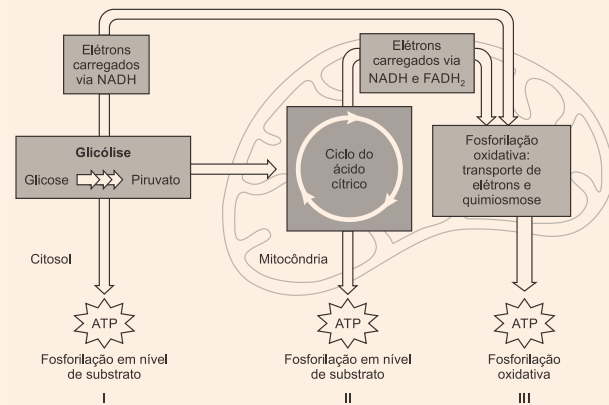 Elétrons
carregados
via NADH
Elétrons
carregados via
NADH e FADH₂
Glicólise
Glicose Piruvato
Ciclo do
ácido
cítrico
Fosforilação
oxidativa:
transporte de
elétrons e
quimiosmose
Citosol
Mitocôndria
ATP
Fosforilação em nível
de substrato
I
ATP
Fosforilação em nível
de substrato
II
ATP
Fosforilação
oxidativa
III